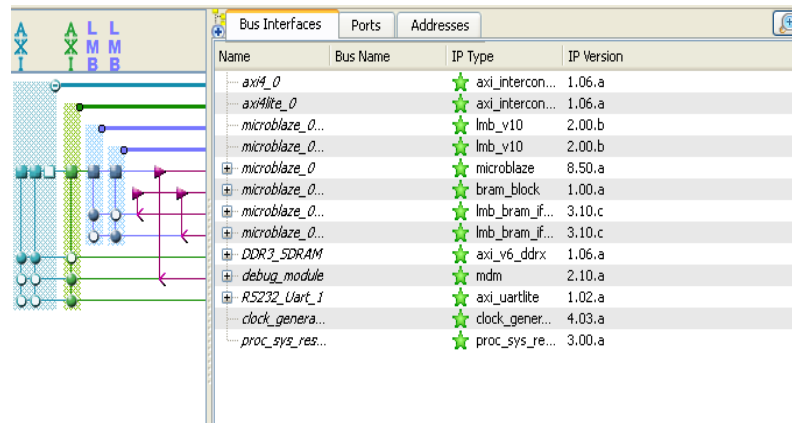 A A L L
X X M M
I I B B
Bus Interfaces Ports Addresses
Name Bus Name IP Type IP Version
axi4_0 axi_intercon... 1.06.a
axi4lite_0 axi_intercon... 1.06.a
microblaze_0... lmb_v10 2.00.b
microblaze_0... lmb_v10 2.00.b
microblaze_0 microblaze 8.50.a
microblaze_0... bram_block 1.00.a
microblaze_0... lmb_bram_if... 3.10.c
microblaze_0... lmb_bram_if... 3.10.c
DDR3_SDRAM axi_v6_ddrx 1.06.a
debug_module mdm 2.10.a
RS232_Uart_1 axi_uartlite 1.02.a
clock_genera... clock_gener... 4.03.a
proc_sys_res... proc_sys_re... 3.00.a